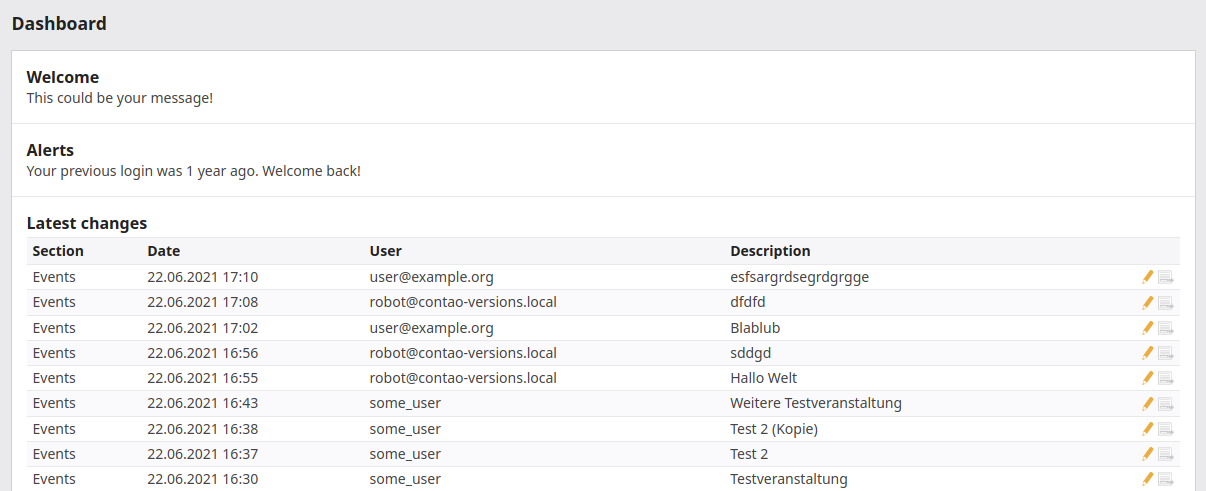 Dashboard
Welcome
This could be your message!
Alerts
Your previous login was 1 year ago. Welcome back!
Latest changes
Section Date User Description
Events 22.06.2021 17:10 user@example.org esfsargrdsegrdgrgge
Events 22.06.2021 17:08 robot@contao-versions.local dfdfd
Events 22.06.2021 17:02 user@example.org Blablub
Events 22.06.2021 16:56 robot@contao-versions.local sddgd
Events 22.06.2021 16:55 robot@contao-versions.local Hallo Welt
Events 22.06.2021 16:43 some_user Weitere Testveranstaltung
Events 22.06.2021 16:38 some_user Test 2 (Kopie)
Events 22.06.2021 16:37 some_user Test 2
Events 22.06.2021 16:30 some_user Testveranstaltung